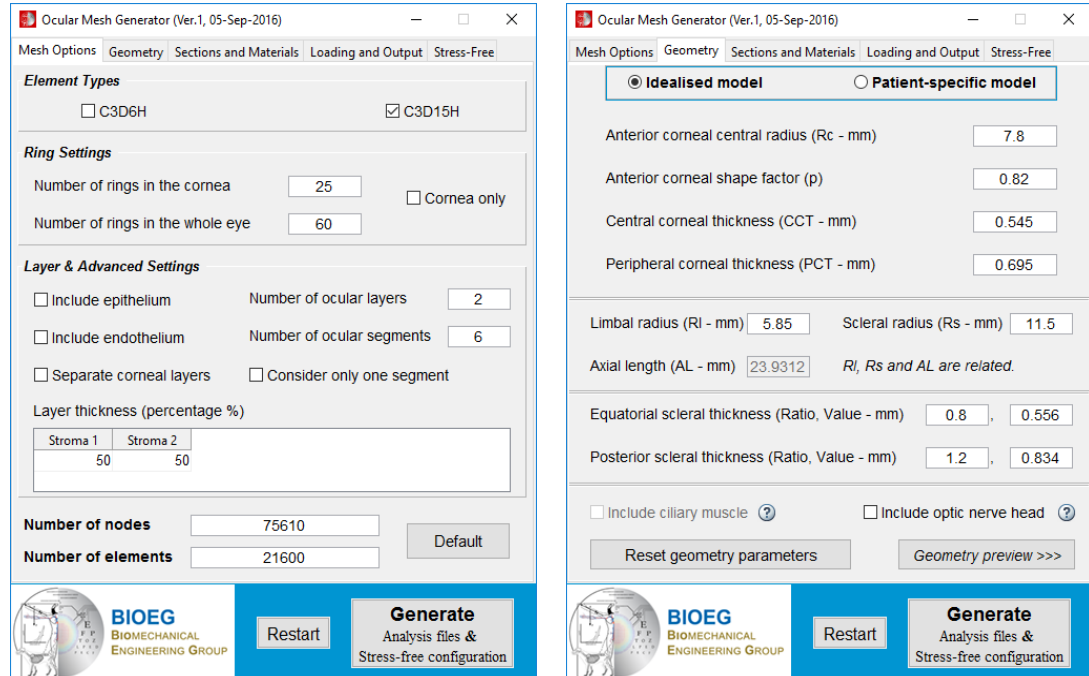 Ocular Mesh Generator (Ver.1, 05-Sep-2016)
Mesh Options Geometry Sections and Materials Loading and Output Stress-Free
Element Types
C3D6H C3D15H
Ring Settings
Number of rings in the cornea 25
Cornea only
Number of rings in the whole eye 60
Layer & Advanced Settings
Include epithelium Number of ocular layers 2
Include endothelium Number of ocular segments 6
Separate corneal layers Consider only one segment
Layer thickness (percentage %)
Stroma 1 Stroma 2
50 50
Number of nodes 75610
Default
Number of elements 21600
BIOEG
BIOMECHANICAL
ENGINEERING GROUP
Restart
Generate
Analysis files &
Stress-free configuration
Ocular Mesh Generator (Ver.1, 05-Sep-2016)
Mesh Options Geometry Sections and Materials Loading and Output Stress-Free
Idealised model Patient-specific model
Anterior corneal central radius (Rc - mm) 7.8
Anterior corneal shape factor (p) 0.82
Central corneal thickness (CCT - mm) 0.545
Peripheral corneal thickness (PCT - mm) 0.695
Limbal radius (Rl - mm) 5.85 Scleral radius (Rs - mm) 11.5
Axial length (AL - mm) 23.9312 Rl, Rs and AL are related.
Equatorial scleral thickness (Ratio, Value - mm) 0.8 , 0.556
Posterior scleral thickness (Ratio, Value - mm) 1.2 , 0.834
Include ciliary muscle ? Include optic nerve head ?
Reset geometry parameters Geometry preview >>>
BIOEG
BIOMECHANICAL
ENGINEERING GROUP
Restart
Generate
Analysis files &
Stress-free configuration